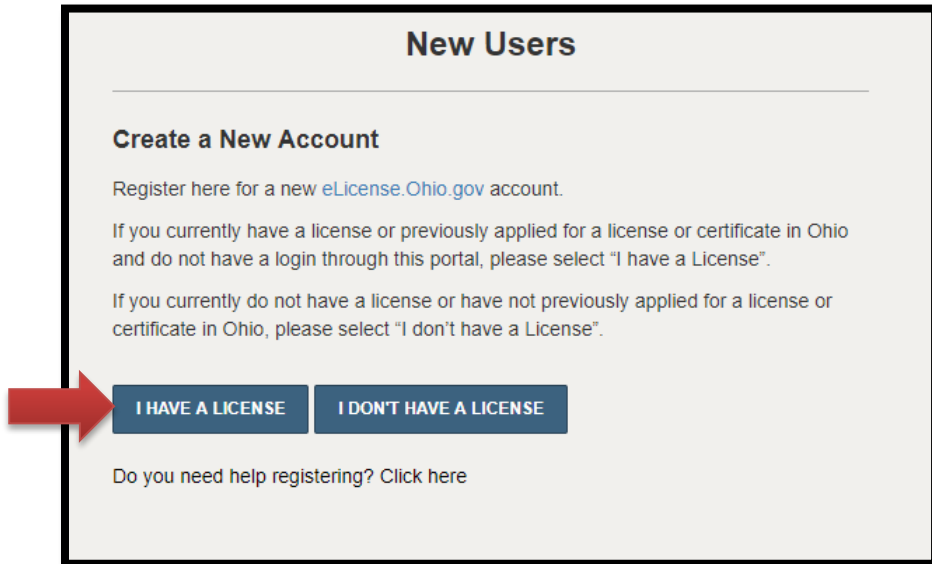 New Users
Create a New Account
Register here for a new eLicense.Ohio.gov account.
If you currently have a license or previously applied for a license or certificate in Ohio
and do not have a login through this portal, please select “I have a License”.
If you currently do not have a license or have not previously applied for a license or
certificate in Ohio, please select “I don’t have a License”.
I HAVE A LICENSE
I DON'T HAVE A LICENSE
Do you need help registering? Click here